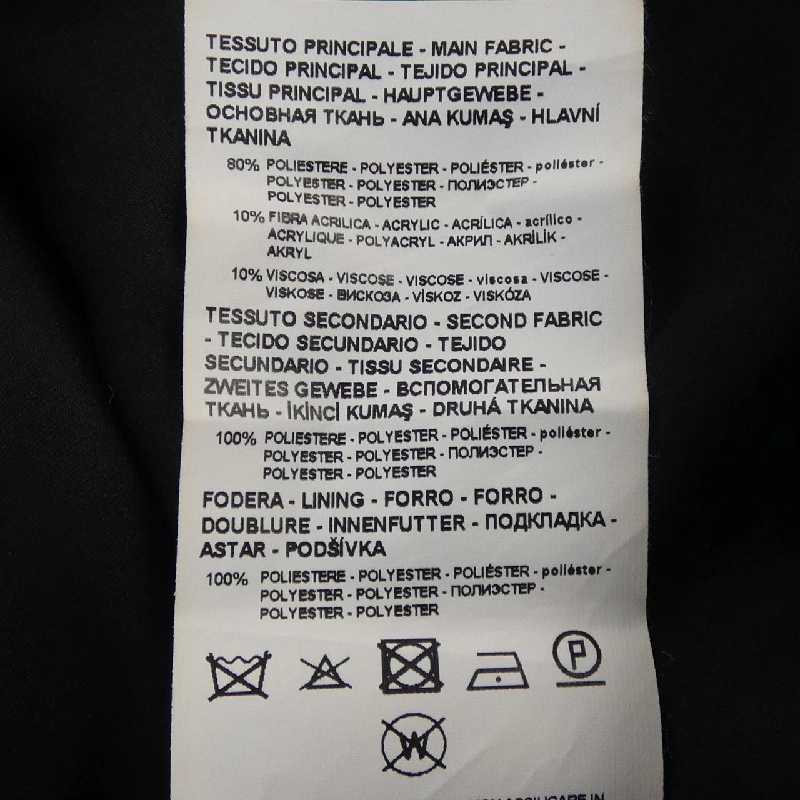 TESSUTO PRINCIPALE - MAIN FABRIC -
TECIDO PRINCIPAL - TEJIDO PRINCIPAL -
TISSU PRINCIPAL - HAUPTGEWEBE -
ОСНОВНАЯ ТКАНЬ - ANA KUMAŞ - HLAVNÍ
TKANINA
80% POLIESTERE - POLYESTER - POLIÉSTER - poliéster -
POLYESTER - POLYESTER - ПОЛИЭСТЕР -
POLYESTER - POLYESTER
10% FIBRA ACRILICA - ACRYLIC - ACRÍLICA - acrílico -
ACRYLIQUE - POLYACRYL - АКРИЛ - AKRİLİK -
AKRYL
10% VISCOSA - VISCOSE - VISCOSE - viscosa - VISCOSE -
VISKOSE - ВИСКОЗА - VİSKOZ - VISKÓZA
TESSUTO SECONDARIO - SECOND FABRIC
- TECIDO SECUNDARIO - TEJIDO
SECUNDARIO - TISSU SECONDAIRE -
ZWEITES GEWEBE - ВСПОМОГАТЕЛЬНАЯ
ТКАНЬ - İKİNCİ KUMAŞ - DRUHÁ TKANINA
100% POLIESTERE - POLYESTER - POLIÉSTER - poliéster -
POLYESTER - POLYESTER - ПОЛИЭСТЕР -
POLYESTER - POLYESTER
FODERA - LINING - FORRO - FORRO -
DOUBLURE - INNENFUTTER - ПОДКЛАДКА -
ASTAR - PODŠÍVKA
100% POLIESTERE - POLYESTER - POLIÉSTER - poliéster -
POLYESTER - POLYESTER - ПОЛИЭСТЕР -
POLYESTER - POLYESTER
P
W